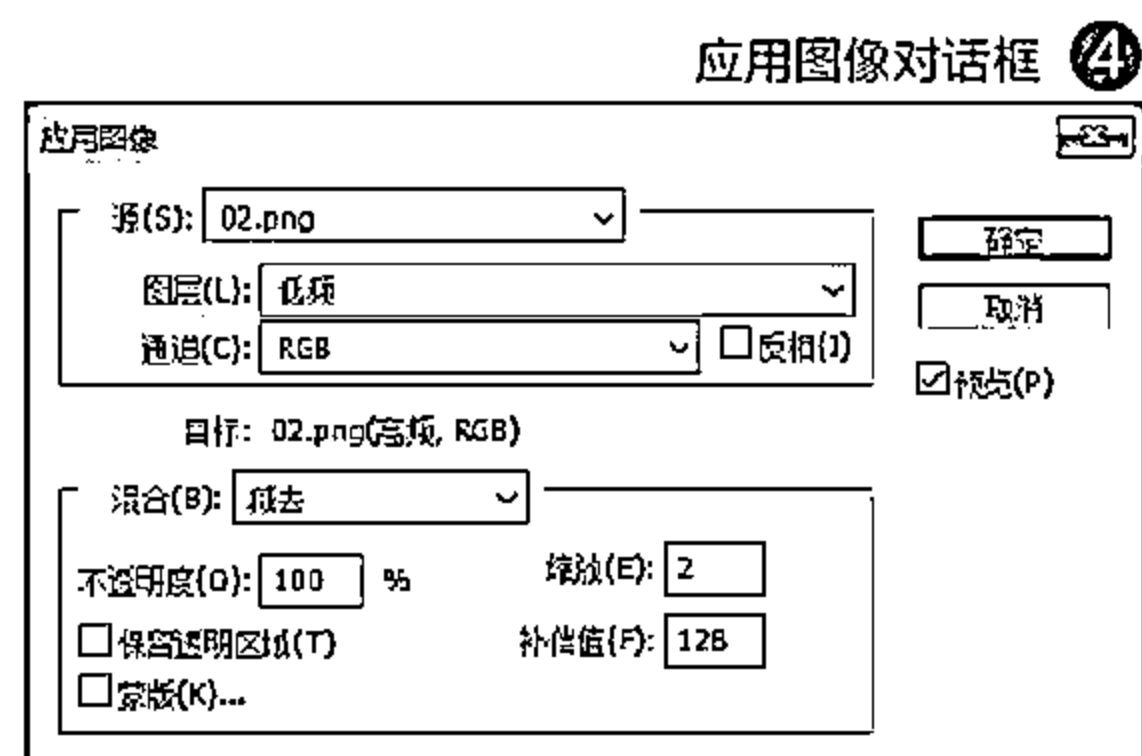 应用图像对话框 ④
应用图像
源(S): 02.png
确定
图层(L): 低频
取消
通道(C): RGB 反相(I)
预览(P)
目标: 02.png(高频, RGB)
混合(B): 减去
不透明度(O): 100 %
缩放(E): 2
保留透明区域(T)
补偿值(F): 128
蒙版(K)...